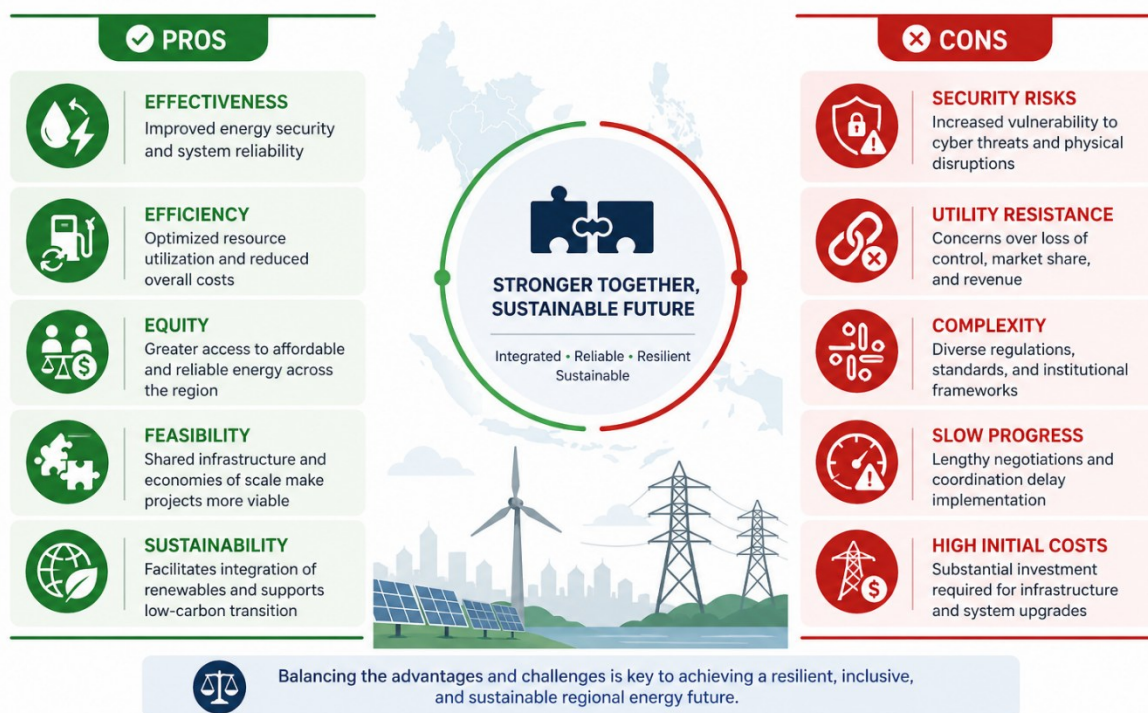 PROS
EFFECTIVENESS
Improved energy security
and system reliability
EFFICIENCY
Optimized resource
utilization and reduced
overall costs
EQUITY
Greater access to affordable
and reliable energy across
the region
FEASIBILITY
Shared infrastructure and
economies of scale make
projects more viable
SUSTAINABILITY
Facilitates integration of
renewables and supports
low-carbon transition
STRONGER TOGETHER,
SUSTAINABLE FUTURE
Integrated • Reliable • Resilient
Sustainable
CONS
SECURITY RISKS
Increased vulnerability to
cyber threats and physical
disruptions
UTILITY RESISTANCE
Concerns over loss of
control, market share,
and revenue
COMPLEXITY
Diverse regulations,
standards, and institutional
frameworks
SLOW PROGRESS
Lengthy negotiations and
coordination delay
implementation
HIGH INITIAL COSTS
Substantial investment
required for infrastructure
and system upgrades
Balancing the advantages and challenges is key to achieving a resilient, inclusive,
and sustainable regional energy future.